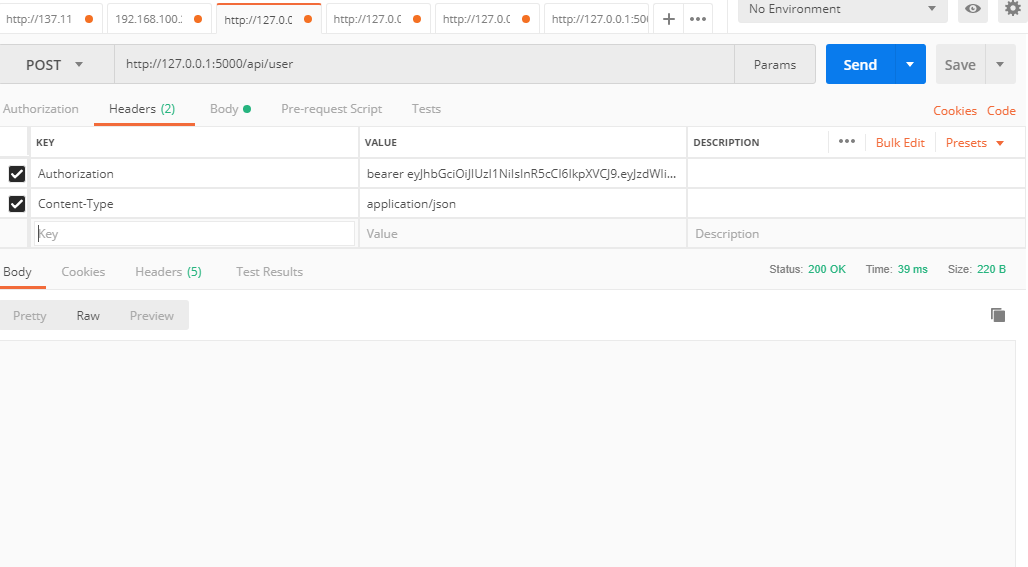 No Environment
http://137.11 192.168.100.2 http://127.0.0 http://127.0.0 http://127.0.0 http://127.0.0.1:500
POST http://127.0.0.1:5000/api/user Params Send Save
Authorization Headers (2) Body Pre-request Script Tests Cookies Code
KEY VALUE DESCRIPTION ••• Bulk Edit Presets
Authorization bearer eyJhbGciOiJIUzI1NiIsInR5cCI6IkpXVCJ9.eyJzdWIi...
Content-Type application/json
Key Value Description
Body Cookies Headers (5) Test Results Status: 200 OK Time: 39 ms Size: 220 B
Pretty Raw Preview